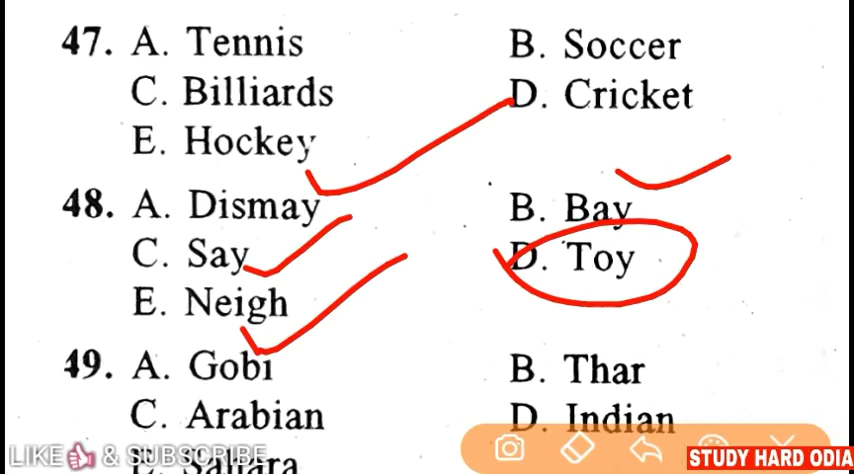 47. A. Tennis B. Soccer
C. Billiards D. Cricket
E. Hockey
48. A. Dismay B. Bay
C. Say D. Toy
E. Neigh
49. A. Gobi B. Thar
C. Arabian D. Indian
E. Sahara
LIKE & SUBSCRIBE
STUDY HARD ODIA